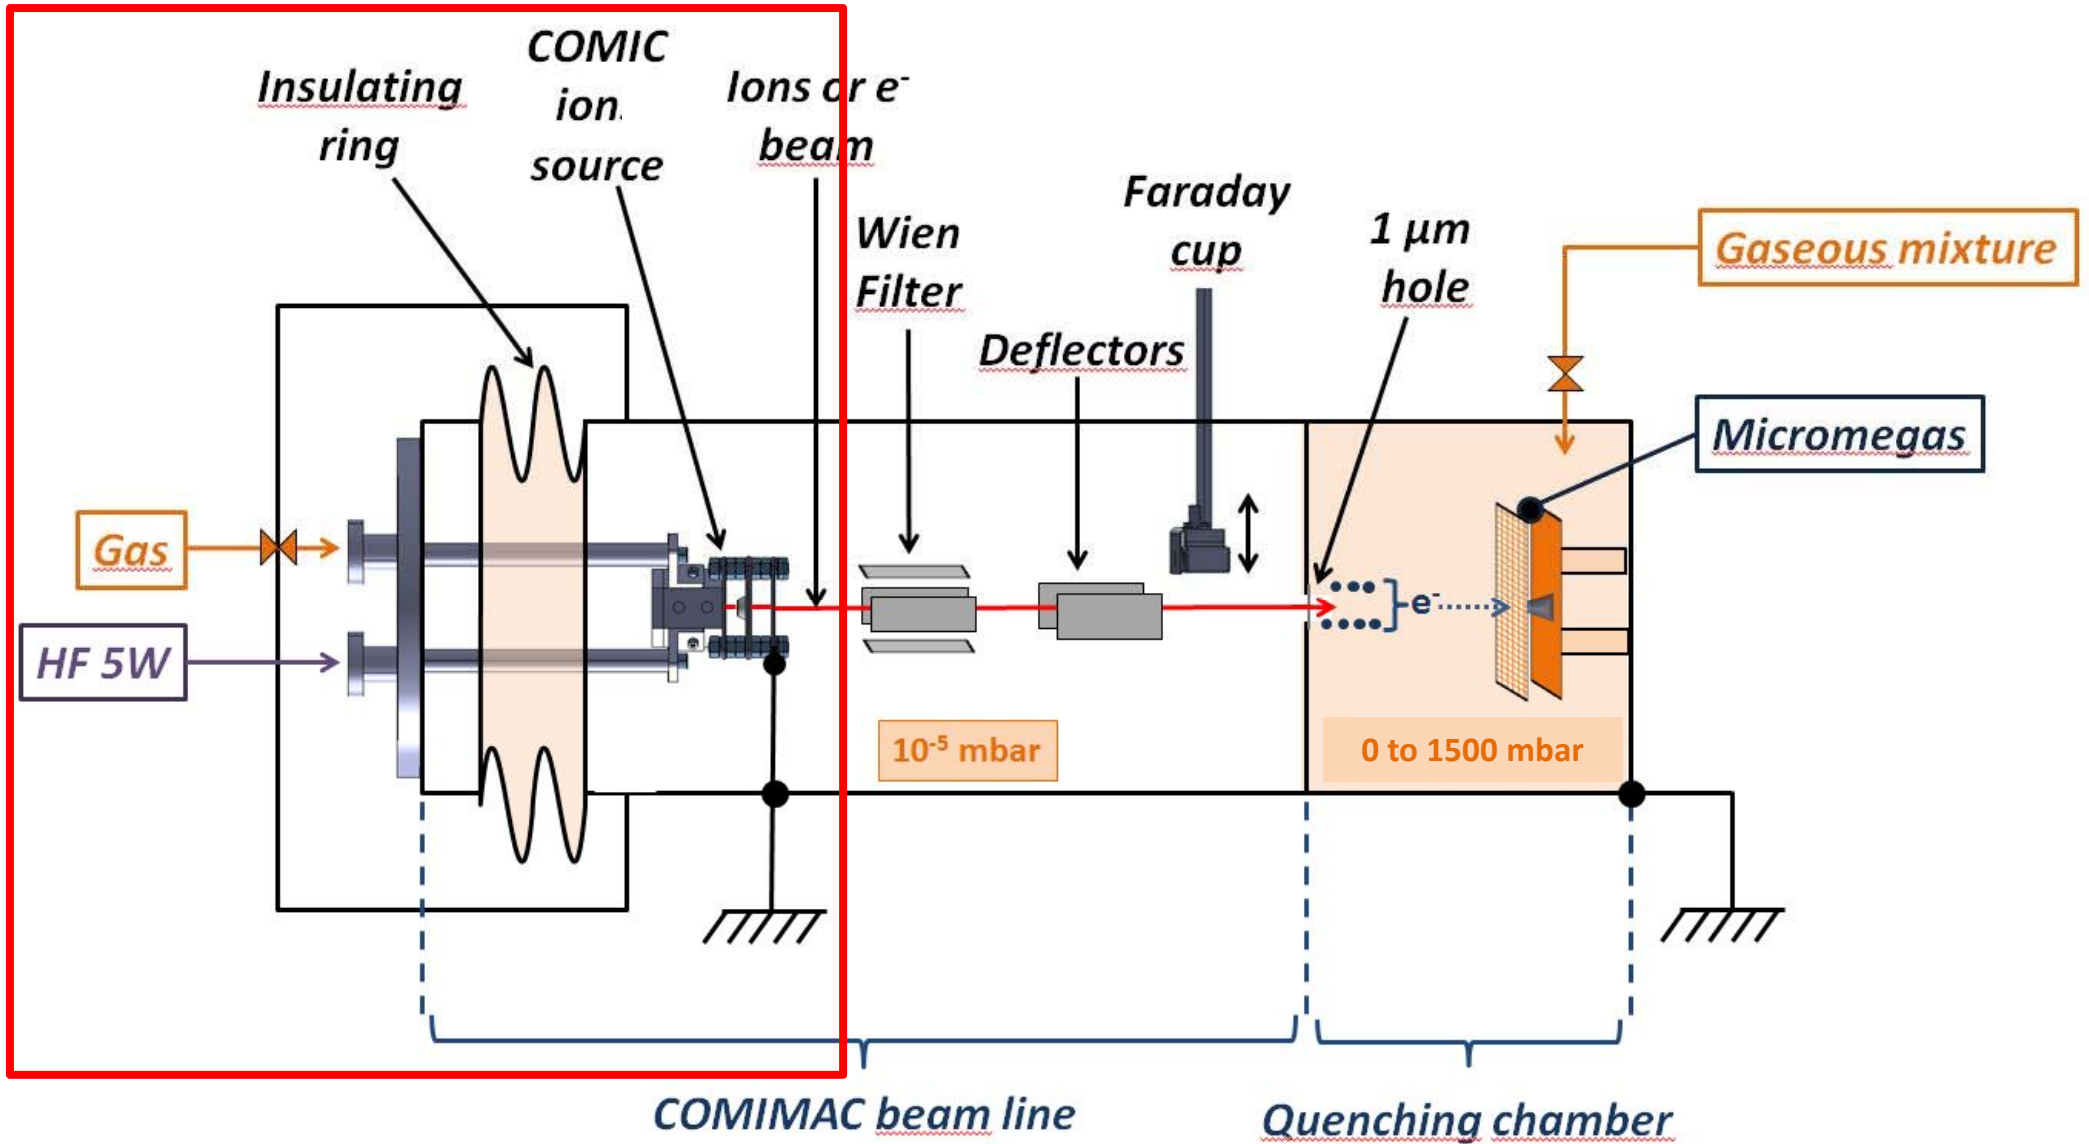 COMIC
ion.
source
Insulating
ring
Ions or e-
beam
Wien
Filter
Faraday
cup
1 µm
hole
Deflectors
Gaseous mixture
Micromegas
Gas
HF 5W
e-
10-5 mbar
0 to 1500 mbar
COMIMAC beam line
Quenching chamber